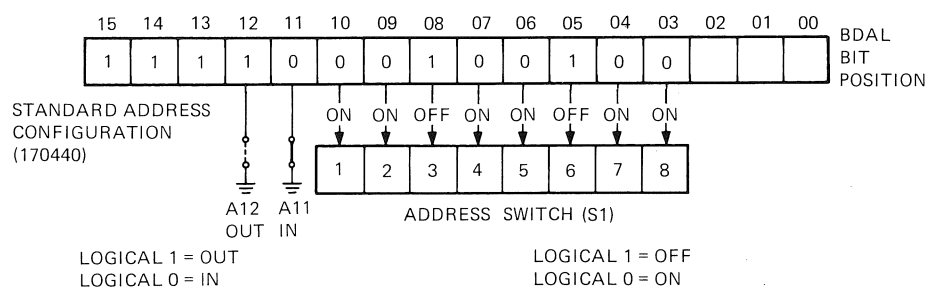 15 14 13 12 11 10 09 08 07 06 05 04 03 02 01 00
BDAL
BIT
POSITION
1 1 1 1 0 0 0 1 0 0 1 0 0
STANDARD ADDRESS
CONFIGURATION
(170440)
ON ON OFF ON ON OFF ON ON
1 2 3 4 5 6 7 8
A12 A11
OUT IN
ADDRESS SWITCH (S1)
LOGICAL 1 = OUT
LOGICAL 0 = IN
LOGICAL 1 = OFF
LOGICAL 0 = ON